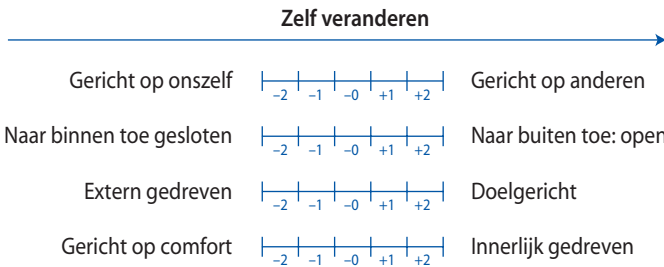 Zelf veranderen
Gericht op onszelf –2 –1 –0 +1 +2 Gericht op anderen
Naar binnen toe gesloten –2 –1 –0 +1 +2 Naar buiten toe: open
Extern gedreven –2 –1 –0 +1 +2 Doelgericht
Gericht op comfort –2 –1 –0 +1 +2 Innerlijk gedreven